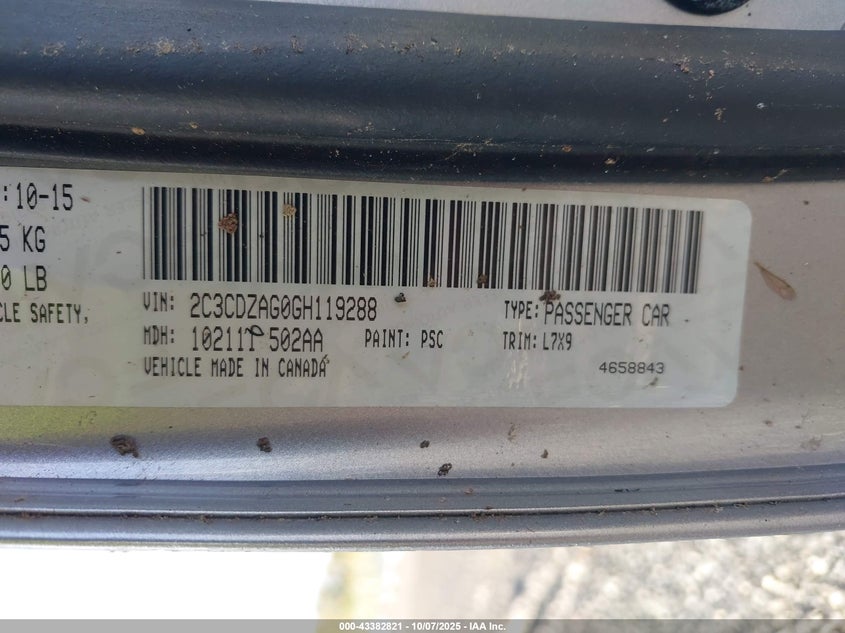 :10-15
5 KG
0 LB
CLE SAFETY,
VIN: 2C3CDZAG0GH119288 TYPE: PASSENGER CAR
MDH: 102111 502AA PAINT: PSC TRIM: L7X9
VEHICLE MADE IN CANADA
4658843
000-43382821 - 10/07/2025 - IAA Inc.